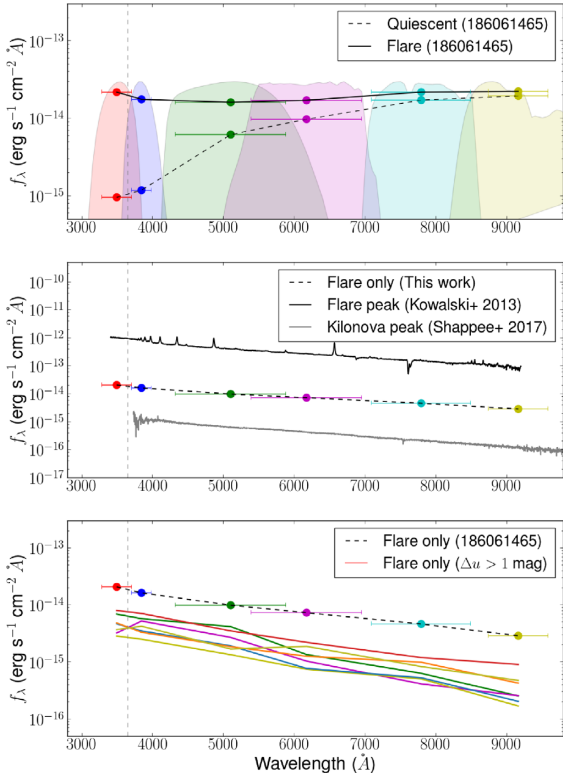 10⁻¹³
10⁻¹⁴
10⁻¹⁵
f_λ (erg s⁻¹ cm⁻² Å)
Quiescent (186061465)
Flare (186061465)
3000 4000 5000 6000 7000 8000 9000
10⁻¹⁰
10⁻¹¹
10⁻¹²
10⁻¹³
10⁻¹⁴
10⁻¹⁵
10⁻¹⁶
10⁻¹⁷
f_λ (erg s⁻¹ cm⁻² Å)
Flare only (This work)
Flare peak (Kowalski+ 2013)
Kilonova peak (Shappee+ 2017)
3000 4000 5000 6000 7000 8000 9000
10⁻¹³
10⁻¹⁴
10⁻¹⁵
10⁻¹⁶
f_λ (erg s⁻¹ cm⁻² Å)
Flare only (186061465)
Flare only (Δu > 1 mag)
3000 4000 5000 6000 7000 8000 9000
Wavelength (Å)